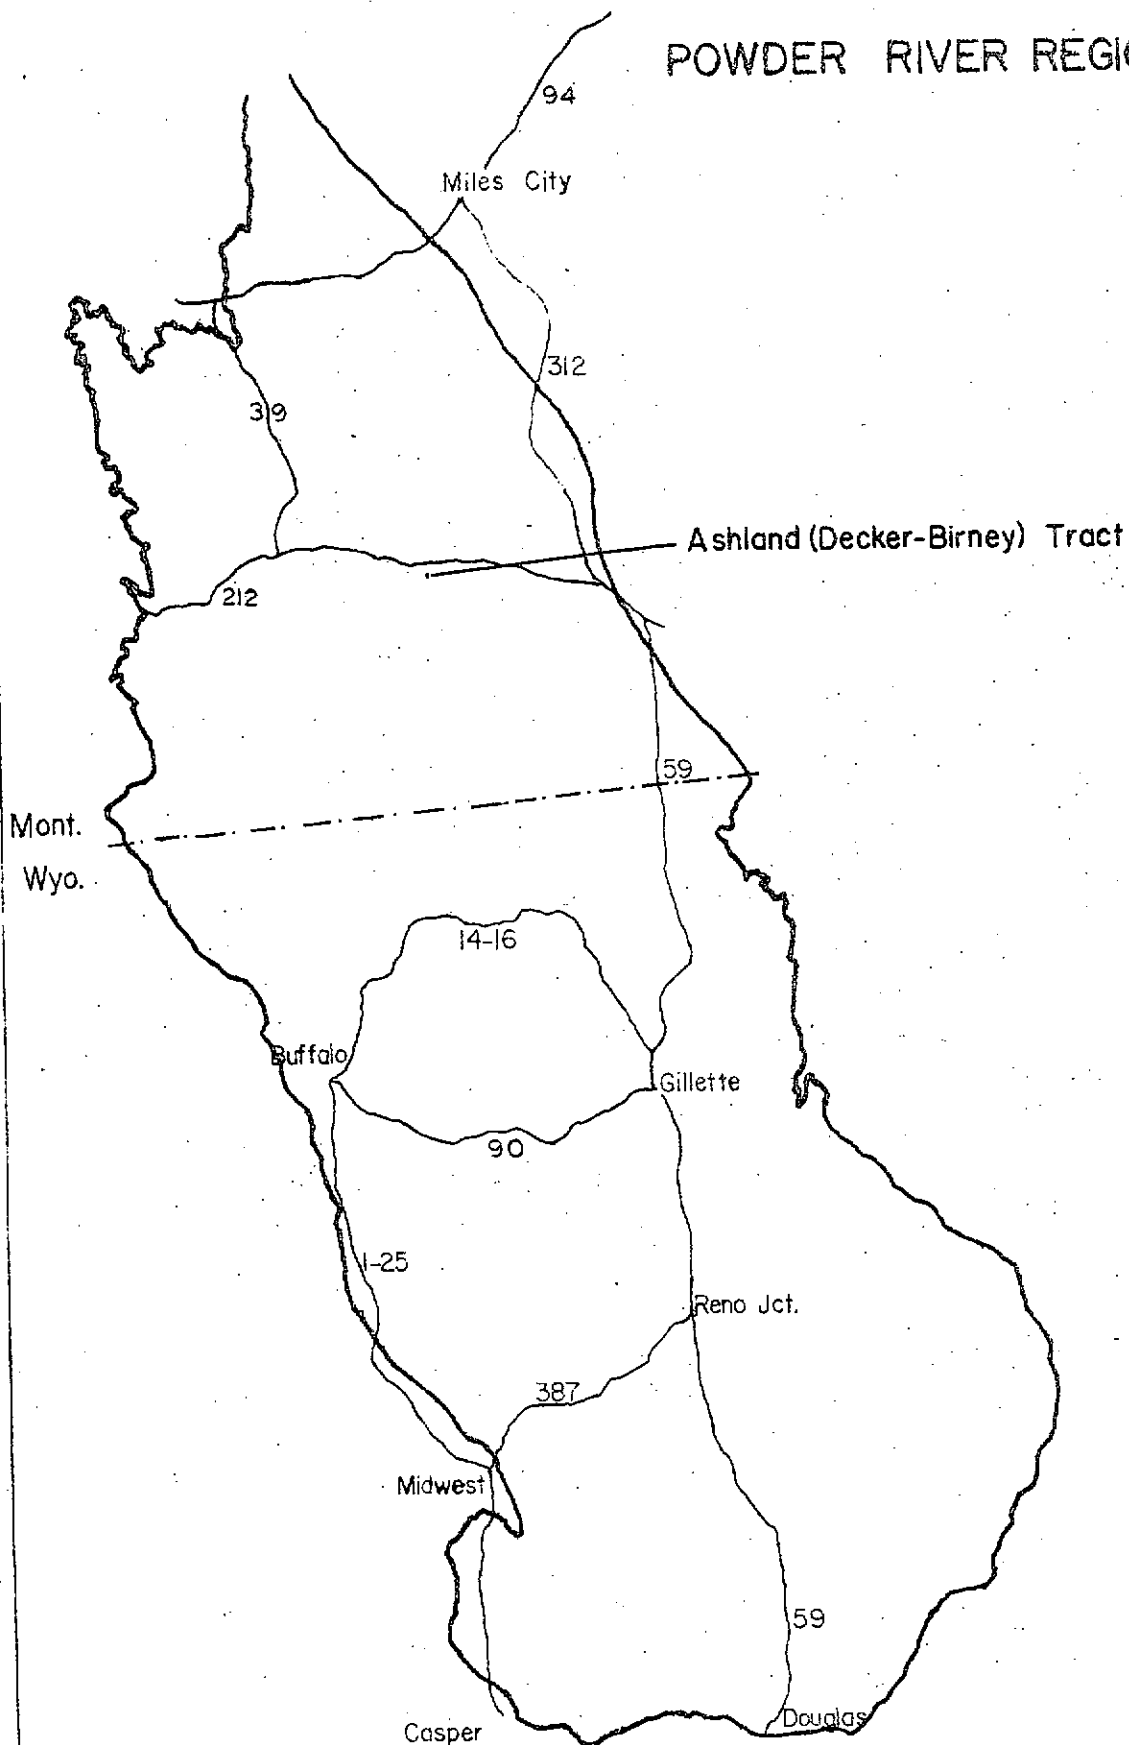 POWDER RIVER REGI
94
Miles City
312
319
Ashland (Decker-Birney) Tract
212
59
Mont.
Wyo.
14-16
Buffalo
Gillette
90
I-25
Reno Jct.
387
Midwest
59
Douglas
Casper